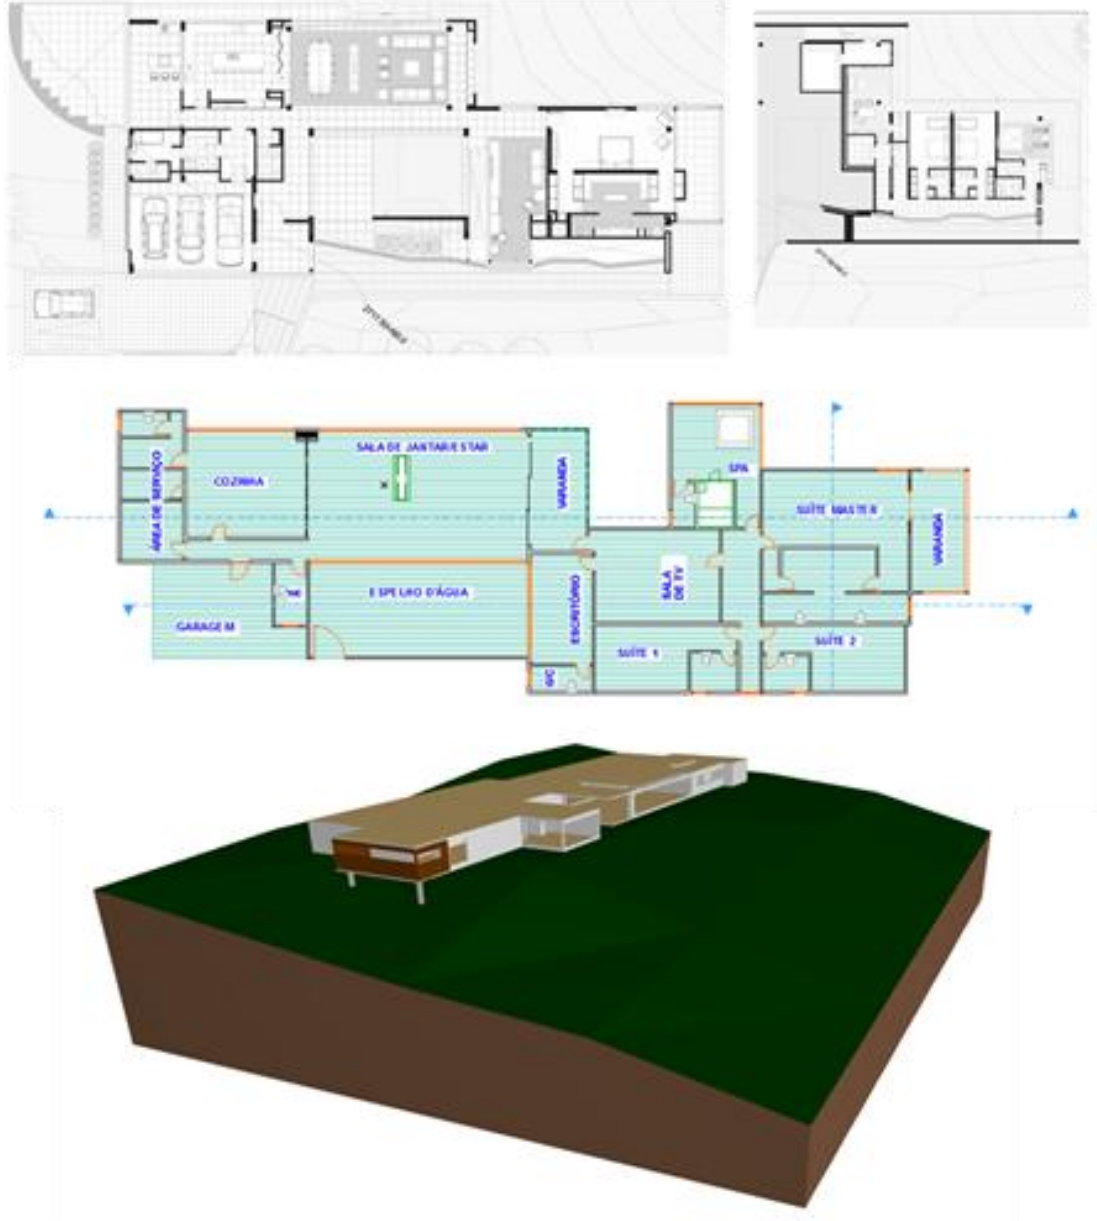 SALA DE JANTAR/ESTAR
COZINHA
ÁREA DE SERVIÇO
VARANDA
SPA
SUÍTE MASTER
VARANDA
SALA
DE TV
ESCRITÓRIO
ESPELHO D'ÁGUA
GARAGEM
SUÍTE 1
SUÍTE 2